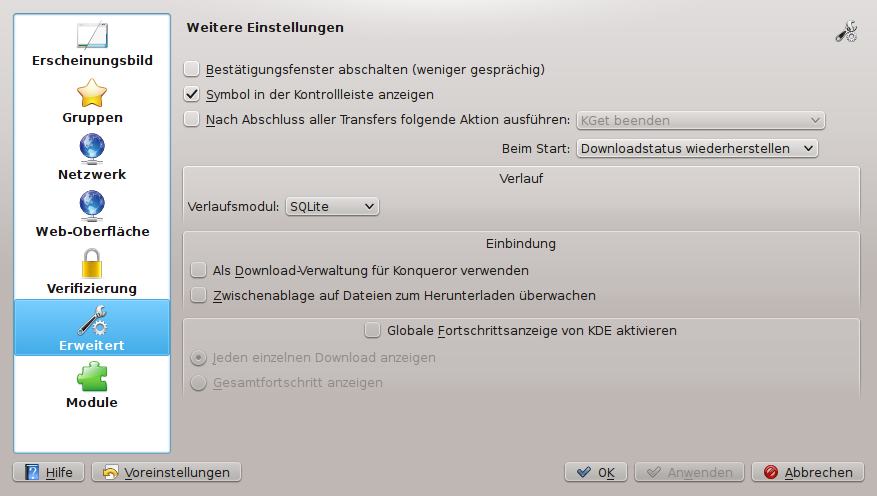 Weitere Einstellungen
Erscheinungsbild
Gruppen
Netzwerk
Web-Oberfläche
Verifizierung
Erweitert
Module
Bestätigungsfenster abschalten (weniger gesprächig)
Symbol in der Kontrollleiste anzeigen
Nach Abschluss aller Transfers folgende Aktion ausführen: KGet beenden
Beim Start: Downloadstatus wiederherstellen
Verlauf
Verlaufsmodul: SQLite
Einbindung
Als Download-Verwaltung für Konqueror verwenden
Zwischenablage auf Dateien zum Herunterladen überwachen
Globale Fortschrittsanzeige von KDE aktivieren
Jeden einzelnen Download anzeigen
Gesamtfortschritt anzeigen
Hilfe Voreinstellungen OK Anwenden Abbrechen